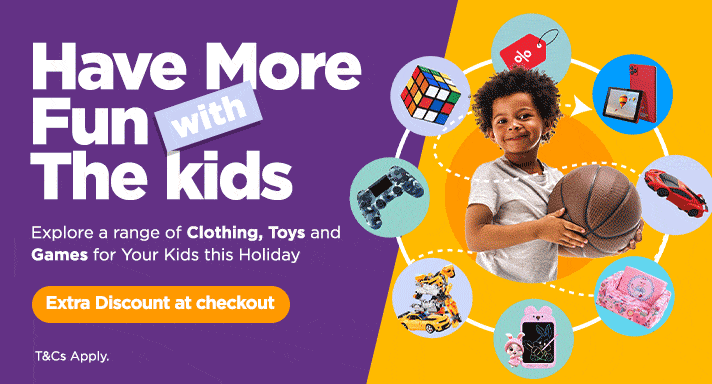 Have More
Fun with
The kids
Explore a range of Clothing, Toys and
Games for Your Kids this Holiday
Extra Discount at checkout
T&Cs Apply.
%